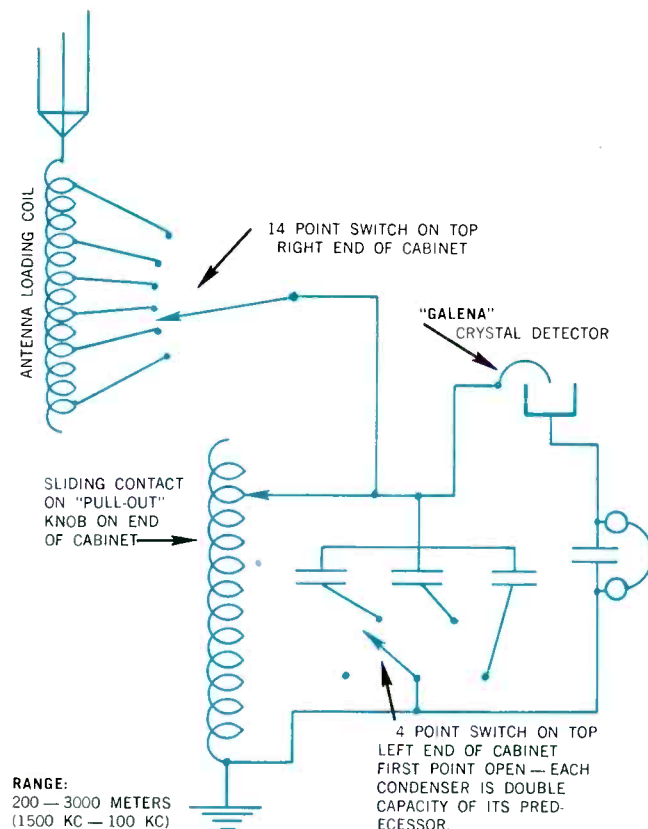 ANTENNA LOADING COIL
14 POINT SWITCH ON TOP
RIGHT END OF CABINET
"GALENA"
CRYSTAL DETECTOR
SLIDING CONTACT
ON "PULL-OUT"
KNOB ON END
OF CABINET
4 POINT SWITCH ON TOP
LEFT END OF CABINET
FIRST POINT OPEN — EACH
CONDENSER IS DOUBLE
CAPACITY OF ITS PRED-
ECESSOR.
RANGE:
200 — 3000 METERS
(1500 KC — 100 KC)